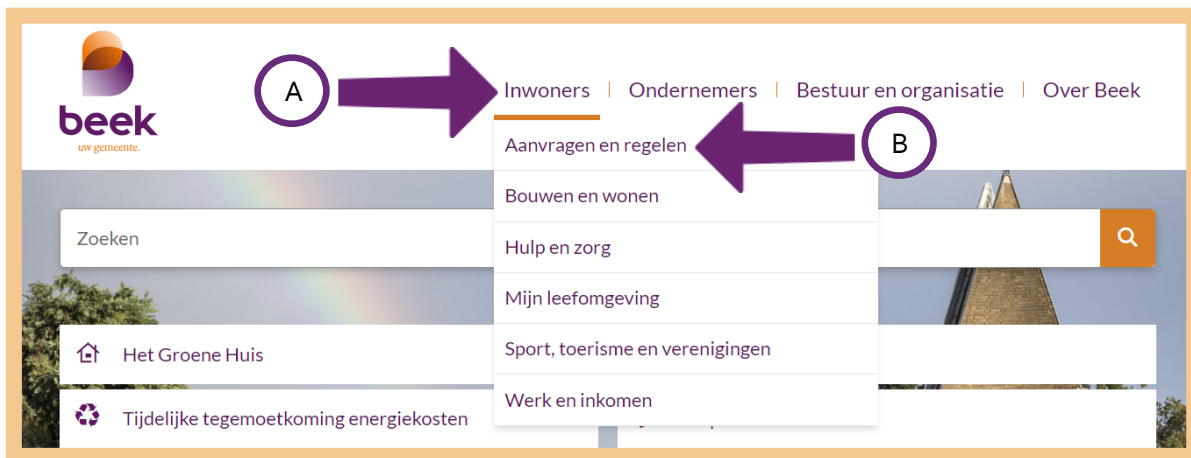 beek
uw gemeente.
A
Inwoners
Ondernemers
Bestuur en organisatie
Over Beek
Aanvragen en regelen
B
Bouwen en wonen
Zoeken
Hulp en zorg
Mijn leefomgeving
Het Groene Huis
Sport, toerisme en verenigingen
Werk en inkomen
Tijdelijke tegemoetkoming energiekosten